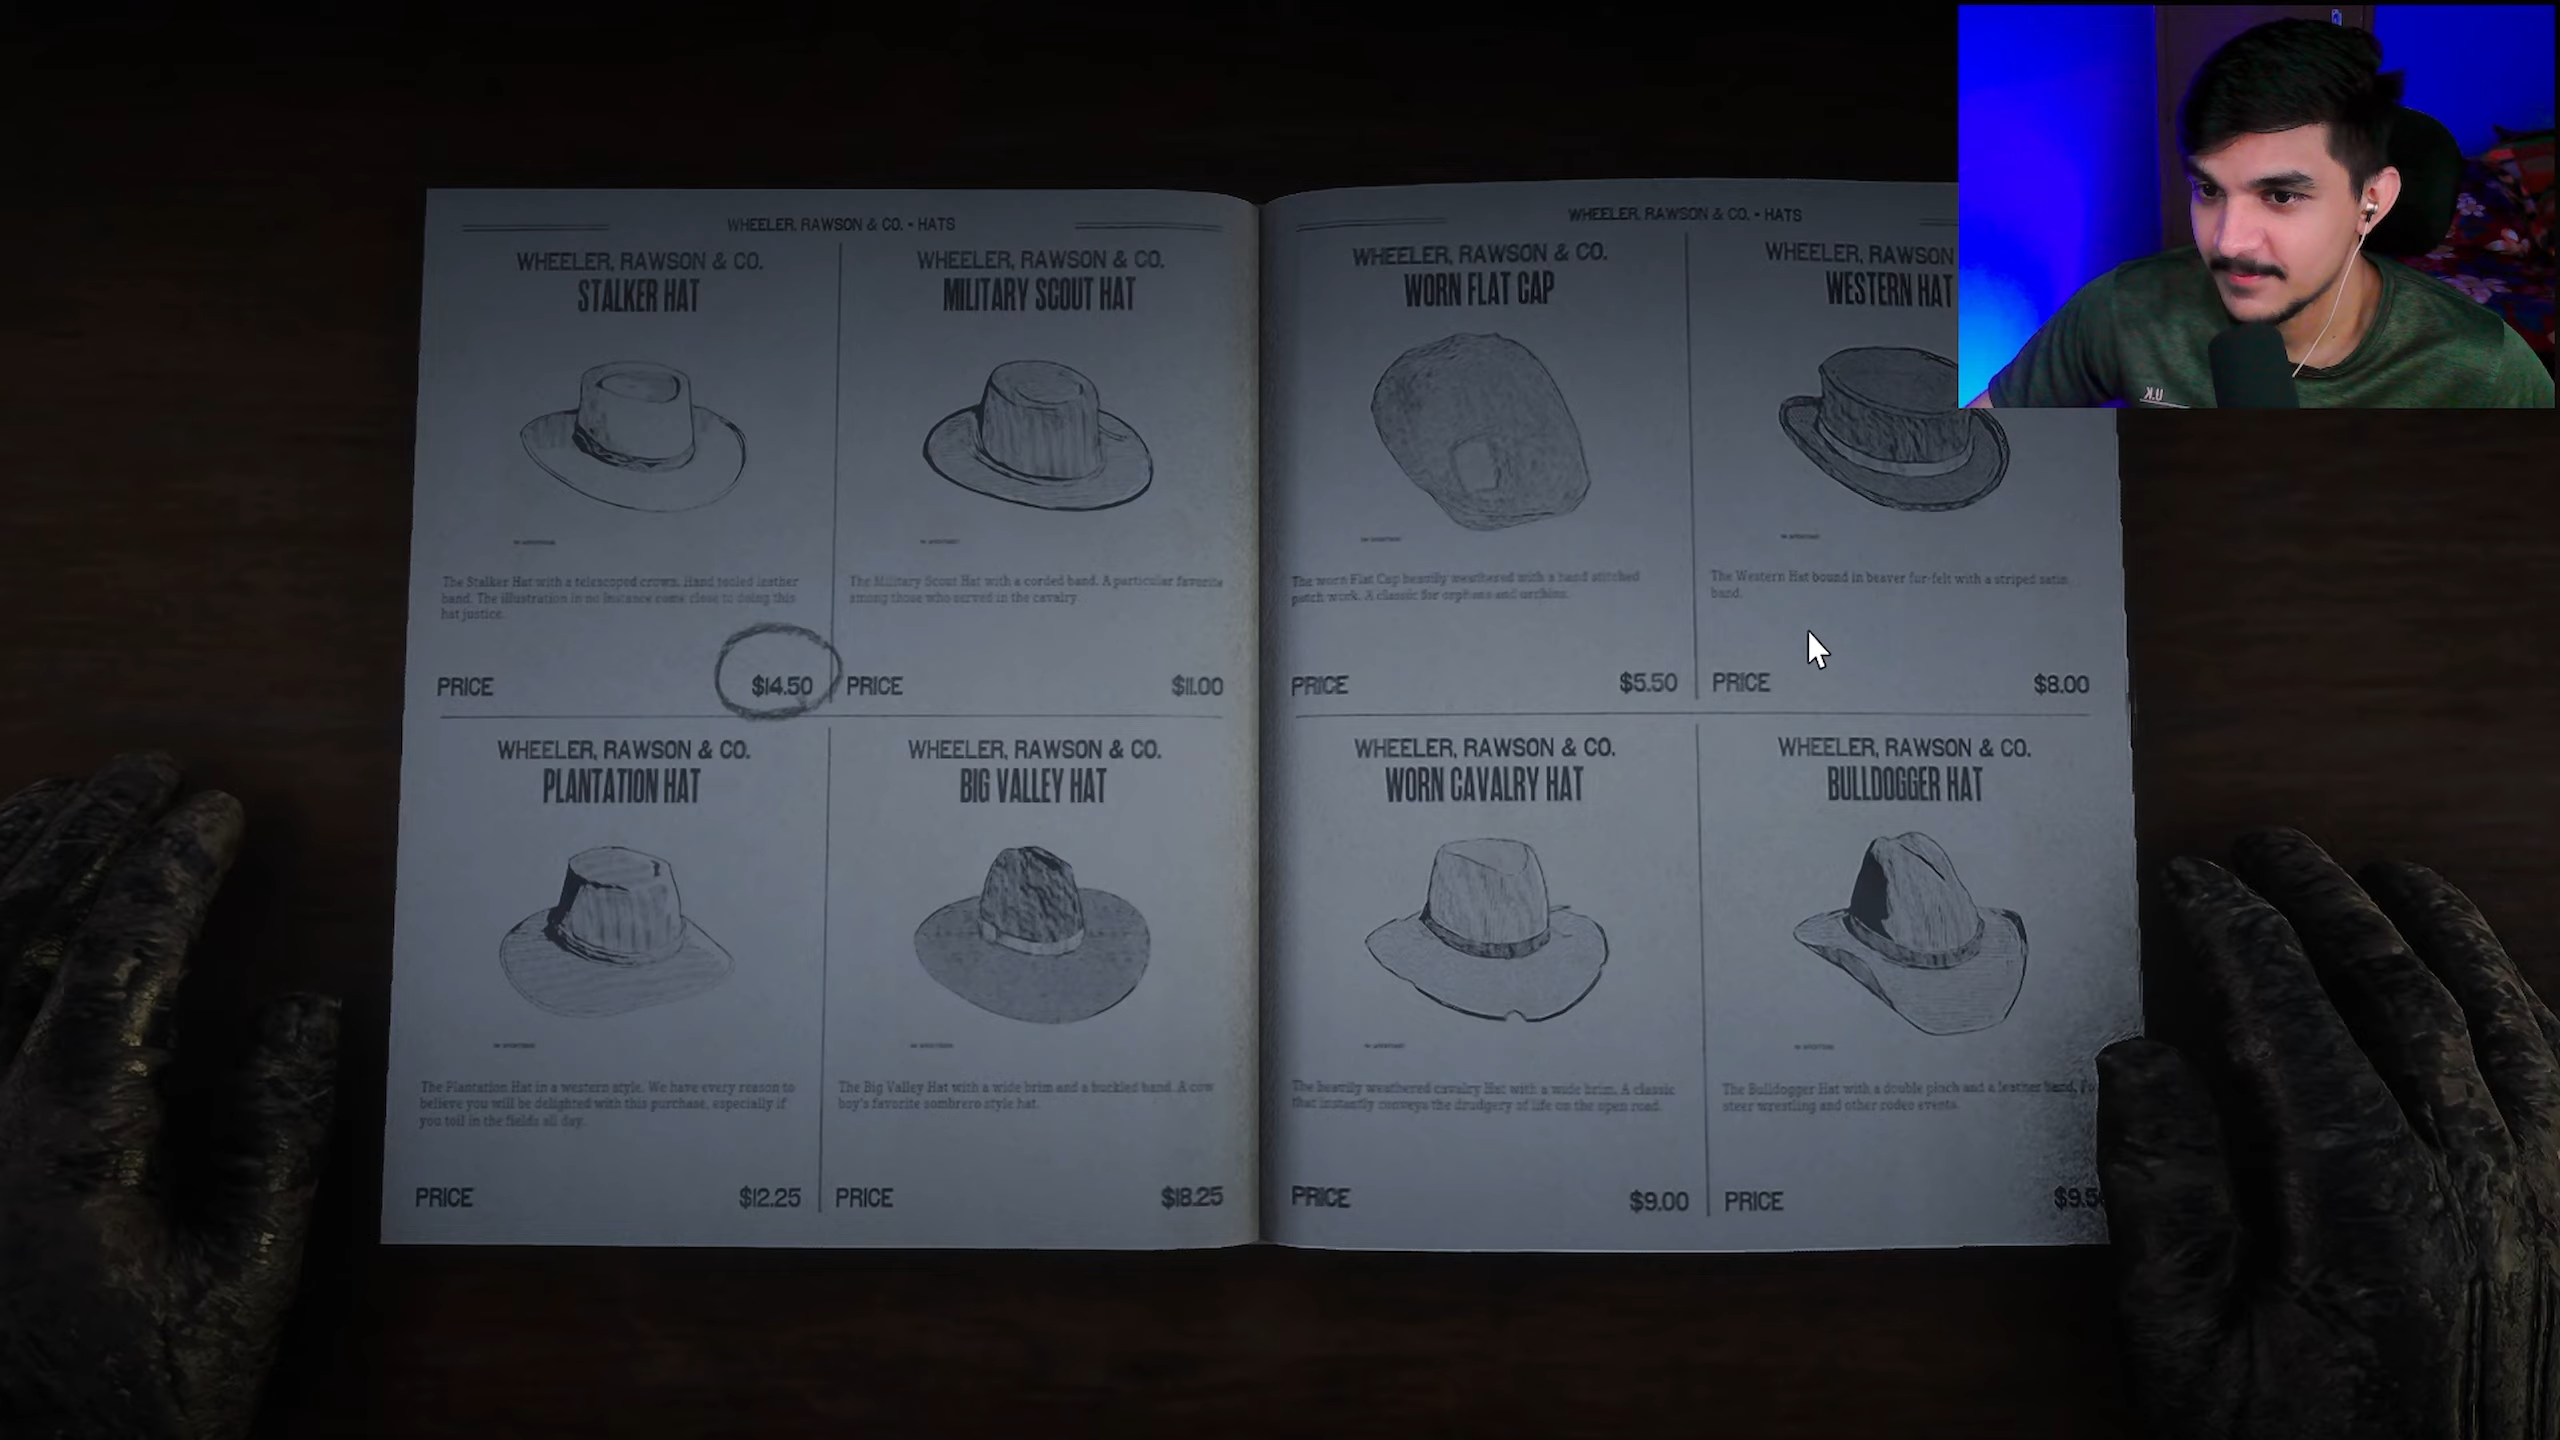 WHEELER, RAWSON & CO. - HATS
WHEELER, RAWSON & CO.
STALKER HAT
The Stalker Hat with a telescoped crown. Hand tooled leather
band. The illustration in no instance come close to doing this
hat justice.
PRICE $14.50
WHEELER, RAWSON & CO.
MILITARY SCOUT HAT
The Military Scout Hat with a corded band. A particular favorite
among those who served in the cavalry
PRICE $11.00
WHEELER, RAWSON & CO.
PLANTATION HAT
The Plantation Hat in a western style. We have every reason to
believe you will be delighted with this purchase, especially if
you toil in the fields all day.
PRICE $12.25
WHEELER, RAWSON & CO.
BIG VALLEY HAT
The Big Valley Hat with a wide brim and a buckled band. A cow
boy's favorite sombrero style hat.
PRICE $18.25
WHEELER, RAWSON & CO. - HATS
WHEELER, RAWSON & CO.
WORN FLAT CAP
The worn Flat Cap heavily weathered with a hand stitched
patch work. A classic for orphans and urchins.
PRICE $5.50
WHEELER, RAWSON
WESTERN HAT
The Western Hat bound in beaver fur-felt with a striped satin
band.
PRICE $8.00
WHEELER, RAWSON & CO.
WORN CAVALRY HAT
The heavily weathered cavalry Hat with a wide brim. A classic
that instantly conveys the drudgery of life on the open road.
PRICE $9.00
WHEELER, RAWSON & CO.
BULLDOGGER HAT
The Bulldogger Hat with a double pinch and a leather band,
steer wrestling and other rodeo events.
PRICE $9.5